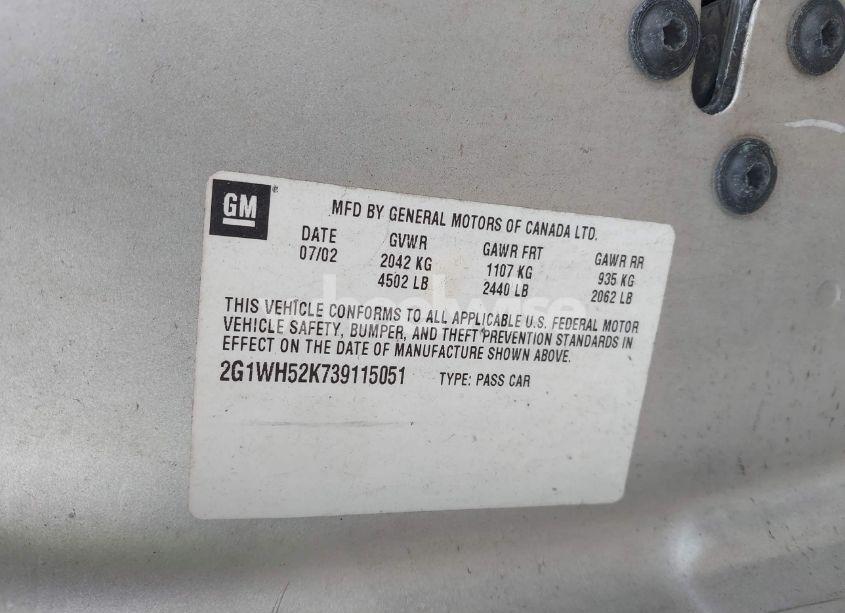 GM
MFD BY GENERAL MOTORS OF CANADA LTD.
DATE GVWR GAWR FRT GAWR RR
07/02 2042 KG 1107 KG 935 KG
4502 LB 2440 LB 2062 LB
THIS VEHICLE CONFORMS TO ALL APPLICABLE U.S. FEDERAL MOTOR
VEHICLE SAFETY, BUMPER, AND THEFT PREVENTION STANDARDS IN
EFFECT ON THE DATE OF MANUFACTURE SHOWN ABOVE.
2G1WH52K739115051 TYPE: PASS CAR